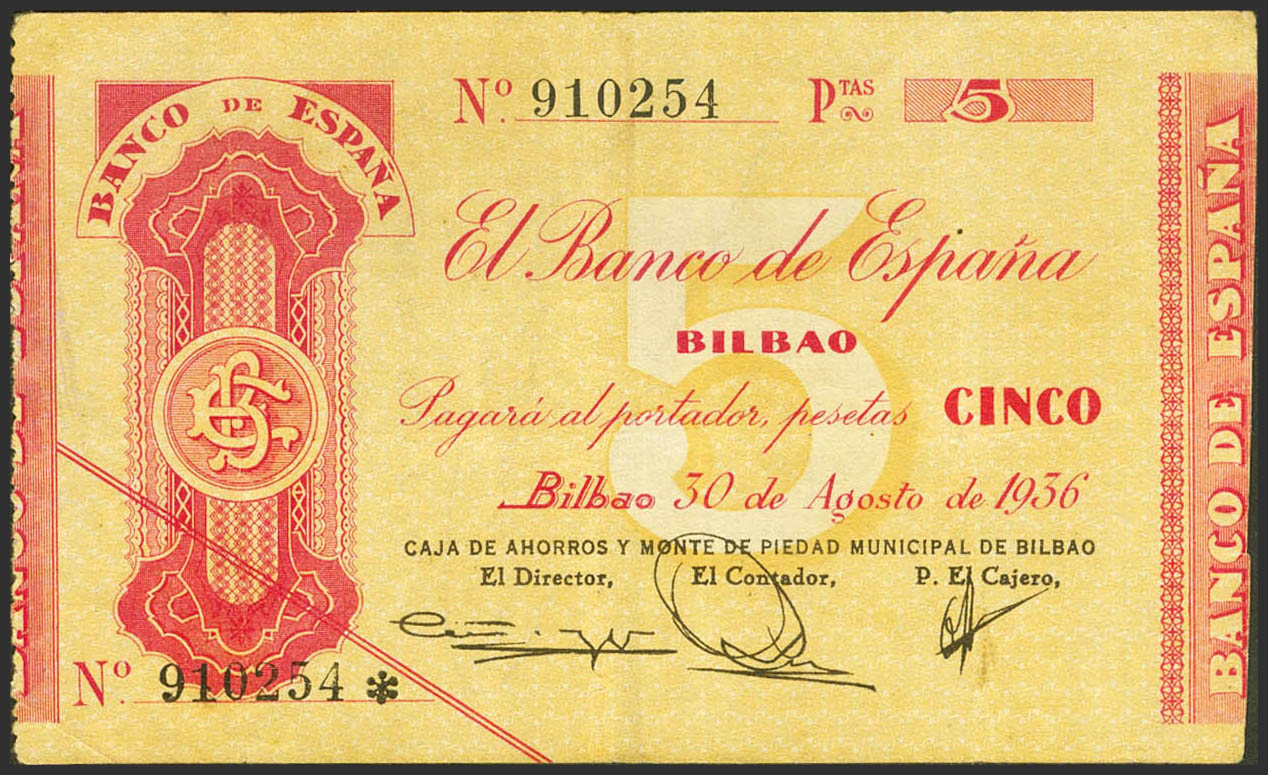 BANCO DE ESPAÑA
Nº. 910254
PTAS 5
5
El Banco de España
BILBAO
Pagará al portador, pesetas CINCO
Bilbao 30 de Agosto de 1936
CAJA DE AHORROS Y MONTE DE PIEDAD MUNICIPAL DE BILBAO
El Director, El Contador, P. El Cajero,
Nº. 910254 *
BANCO DE ESPAÑA